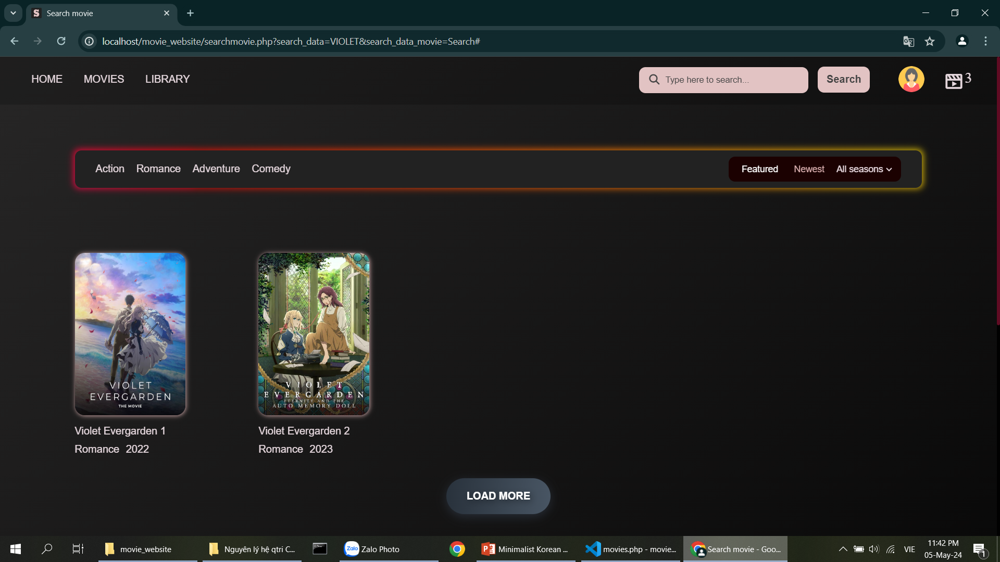 Search movie
localhost/movie_website/searchmovie.php?search_data=VIOLET&search_data_movie=Search#
HOME MOVIES LIBRARY Type here to search... Search 3
Action Romance Adventure Comedy Featured Newest All seasons
VIOLET
EVERGARDEN
THE MOVIE
VIOLET
EVERGARDEN
ETERNITY AND THE
AUTO MEMORY DOLL
Violet Evergarden 1
Romance 2022
Violet Evergarden 2
Romance 2023
LOAD MORE
movie_website
Nguyên lý hệ qtri C...
Zalo
Zalo Photo
Minimalist Korean ...
movies.php - movie...
Search movie - Goo...
VIE
11:42 PM
05-May-24
1